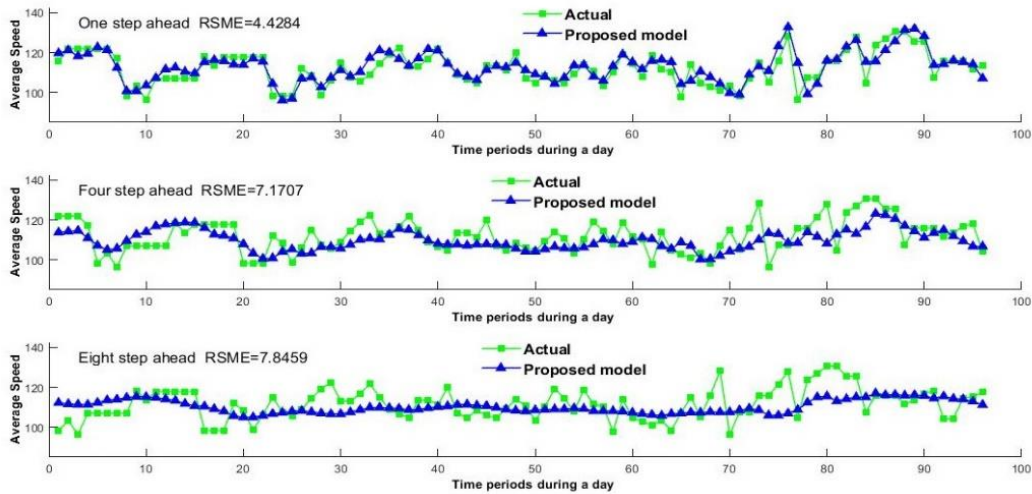 One step ahead  RSME=4.4284
Actual
Proposed model
Average Speed
140
120
100
0 10 20 30 40 50 60 70 80 90 100
Time periods during a day
Four step ahead  RSME=7.1707
Actual
Proposed model
Average Speed
140
120
100
0 10 20 30 40 50 60 70 80 90 100
Time periods during a day
Eight step ahead  RSME=7.8459
Actual
Proposed model
Average Speed
140
120
100
0 10 20 30 40 50 60 70 80 90 100
Time periods during a day